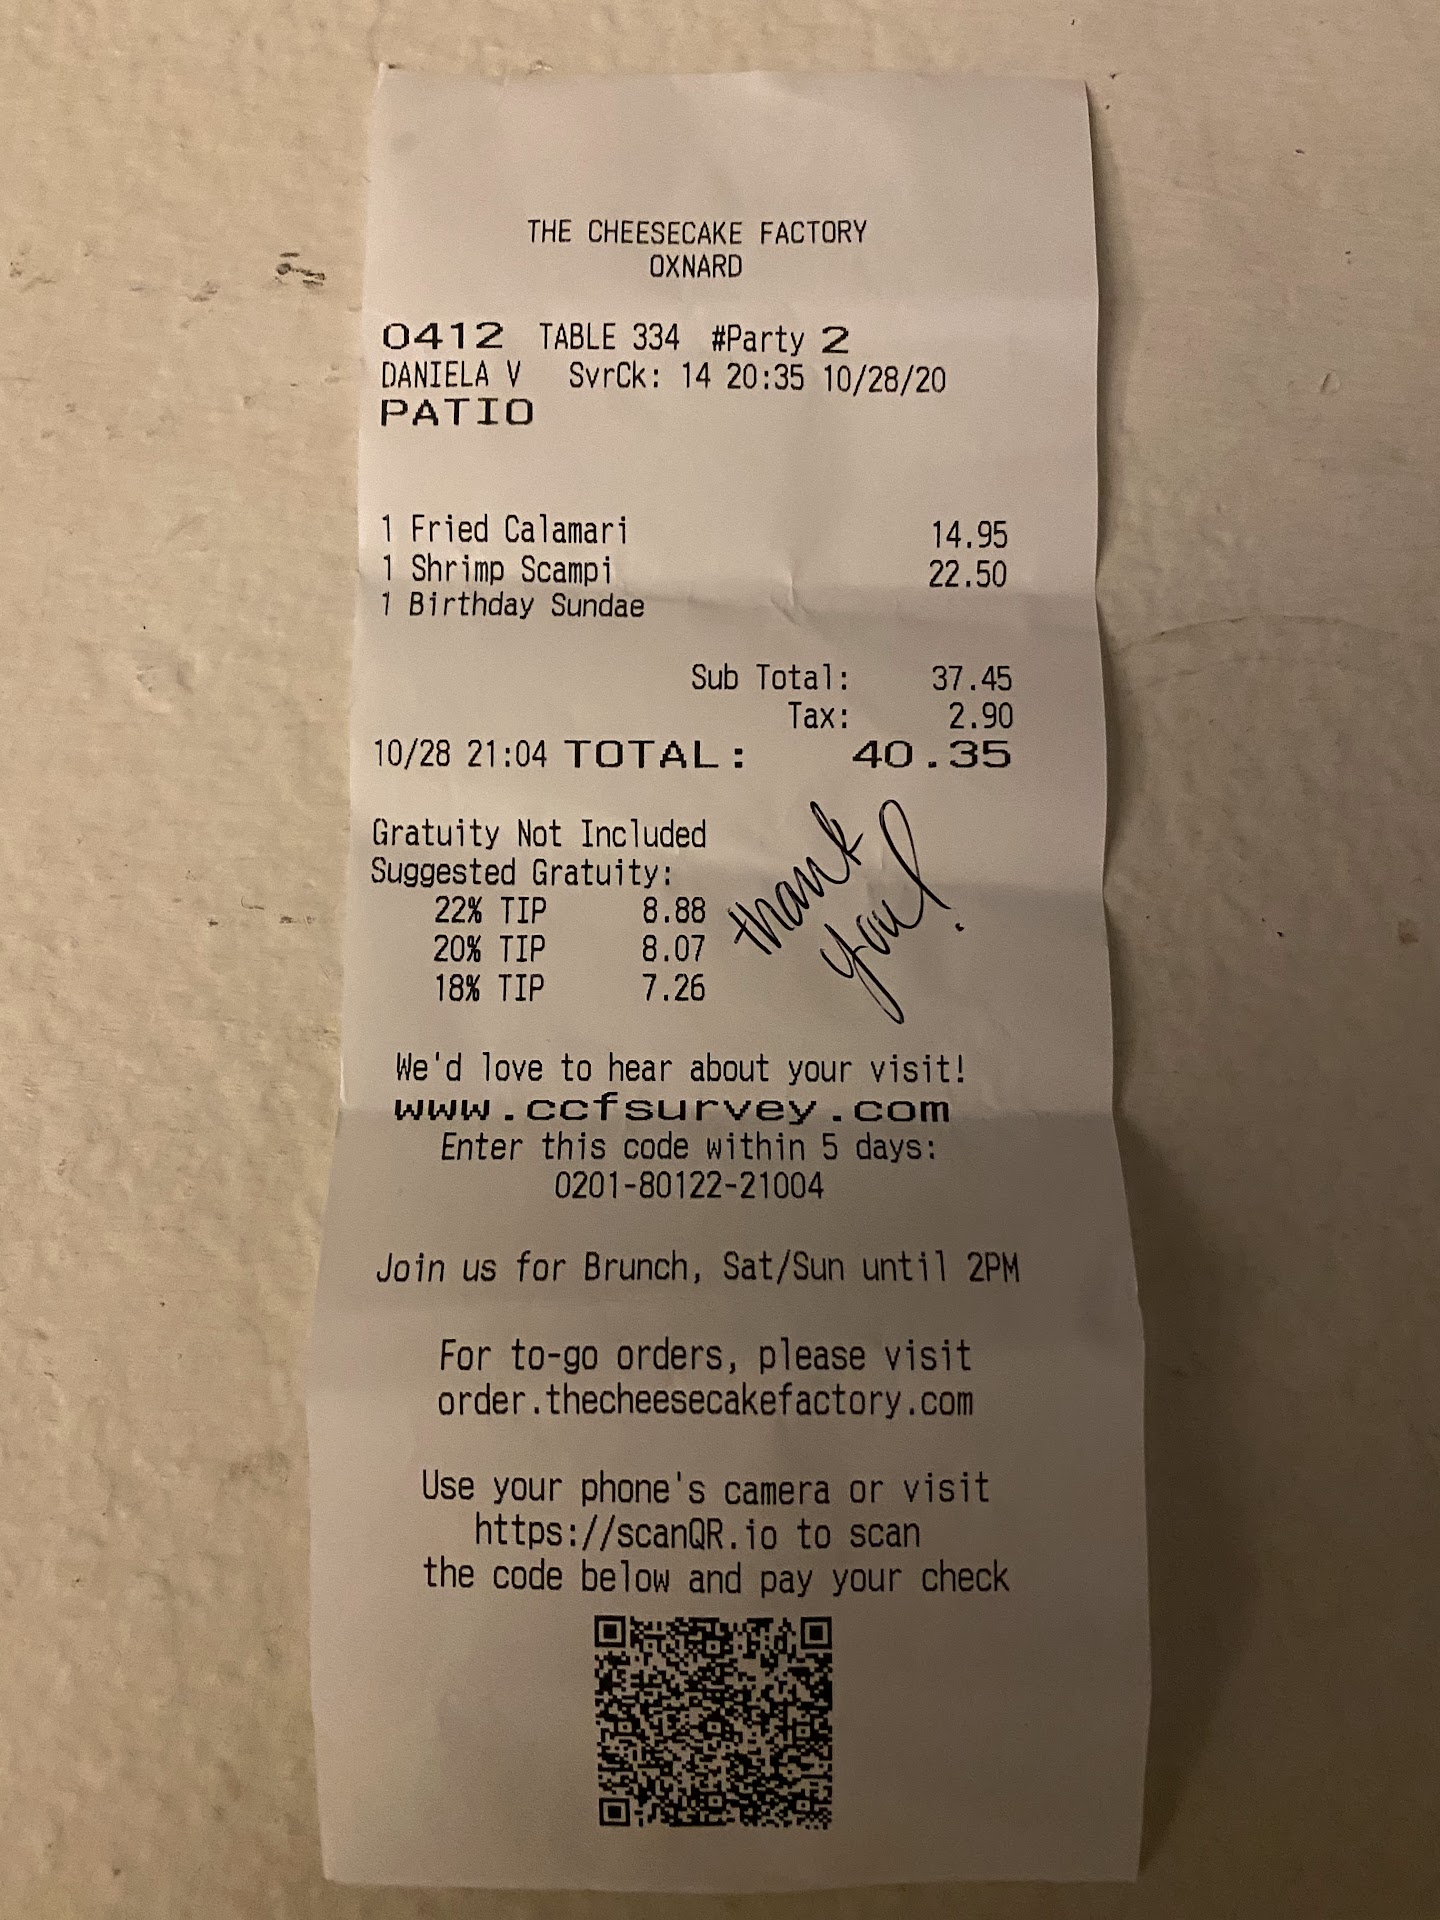 THE CHEESECAKE FACTORY
OXNARD
0412 TABLE 334 #Party 2
DANIELA V SvrCk: 14 20:35 10/28/20
PATIO
1 Fried Calamari 14.95
1 Shrimp Scampi 22.50
1 Birthday Sundae
Sub Total: 37.45
Tax: 2.90
10/28 21:04 TOTAL: 40.35
Gratuity Not Included
Suggested Gratuity:
22% TIP 8.88
20% TIP 8.07
18% TIP 7.26
thank
you!
We'd love to hear about your visit!
www.ccfsurvey.com
Enter this code within 5 days:
0201-80122-21004
Join us for Brunch, Sat/Sun until 2PM
For to-go orders, please visit
order.thecheesecakefactory.com
Use your phone's camera or visit
https://scanQR.io to scan
the code below and pay your check